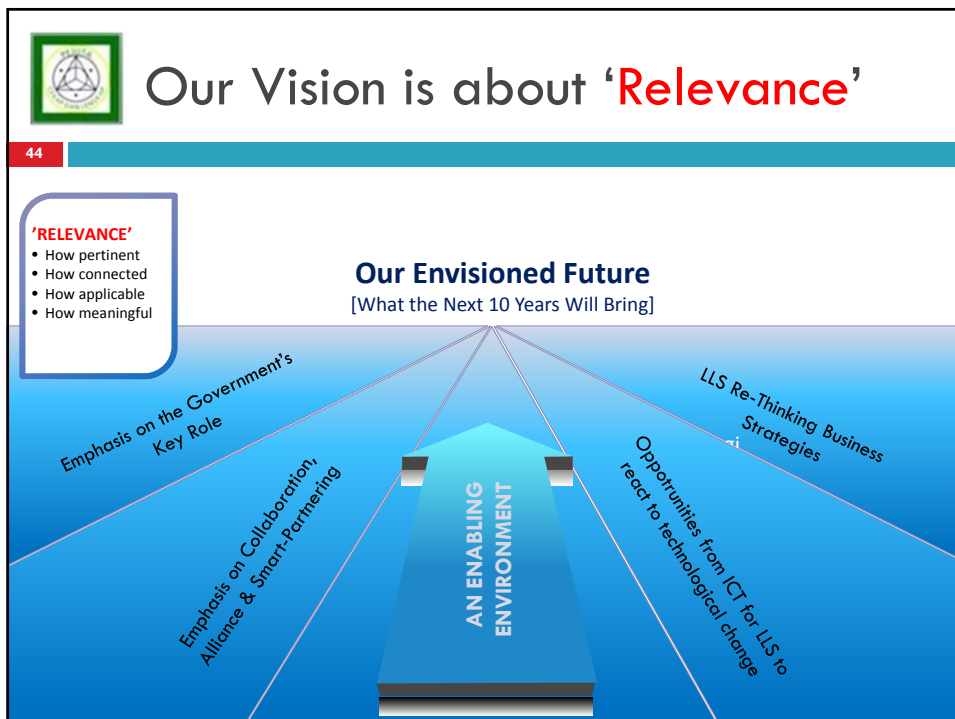 Our Vision is about ‘Relevance’
44
’RELEVANCE’
• How pertinent
• How connected
• How applicable
• How meaningful
Our Envisioned Future
[What the Next 10 Years Will Bring]
Emphasis on the Government’s
Key Role
Emphasis on Collaboration,
Alliance & Smart-Partnering
AN ENABLING
ENVIRONMENT
Oppotrunities from ICT for LLS to
react to technological change
LLS Re-Thinking Business
Strategies
gi